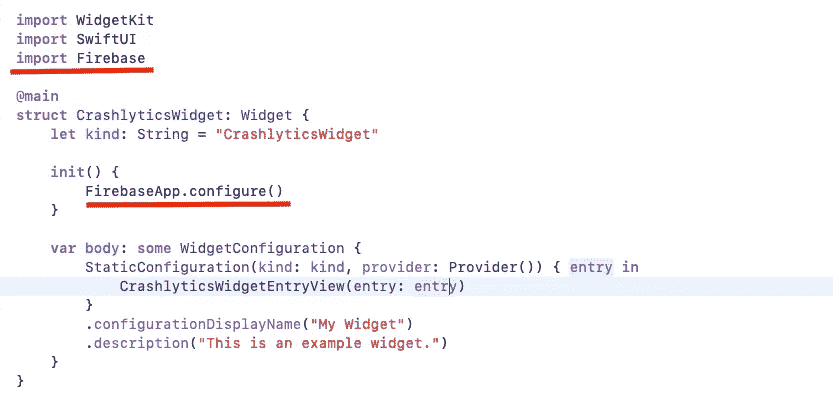 import WidgetKit
import SwiftUI
import Firebase
@main
struct CrashlyticsWidget: Widget {
let kind: String = "CrashlyticsWidget"
init() {
FirebaseApp.configure()
}
var body: some WidgetConfiguration {
StaticConfiguration(kind: kind, provider: Provider()) { entry in
CrashlyticsWidgetEntryView(entry: entry)
}
.configurationDisplayName("My Widget")
.description("This is an example widget.")
}
}